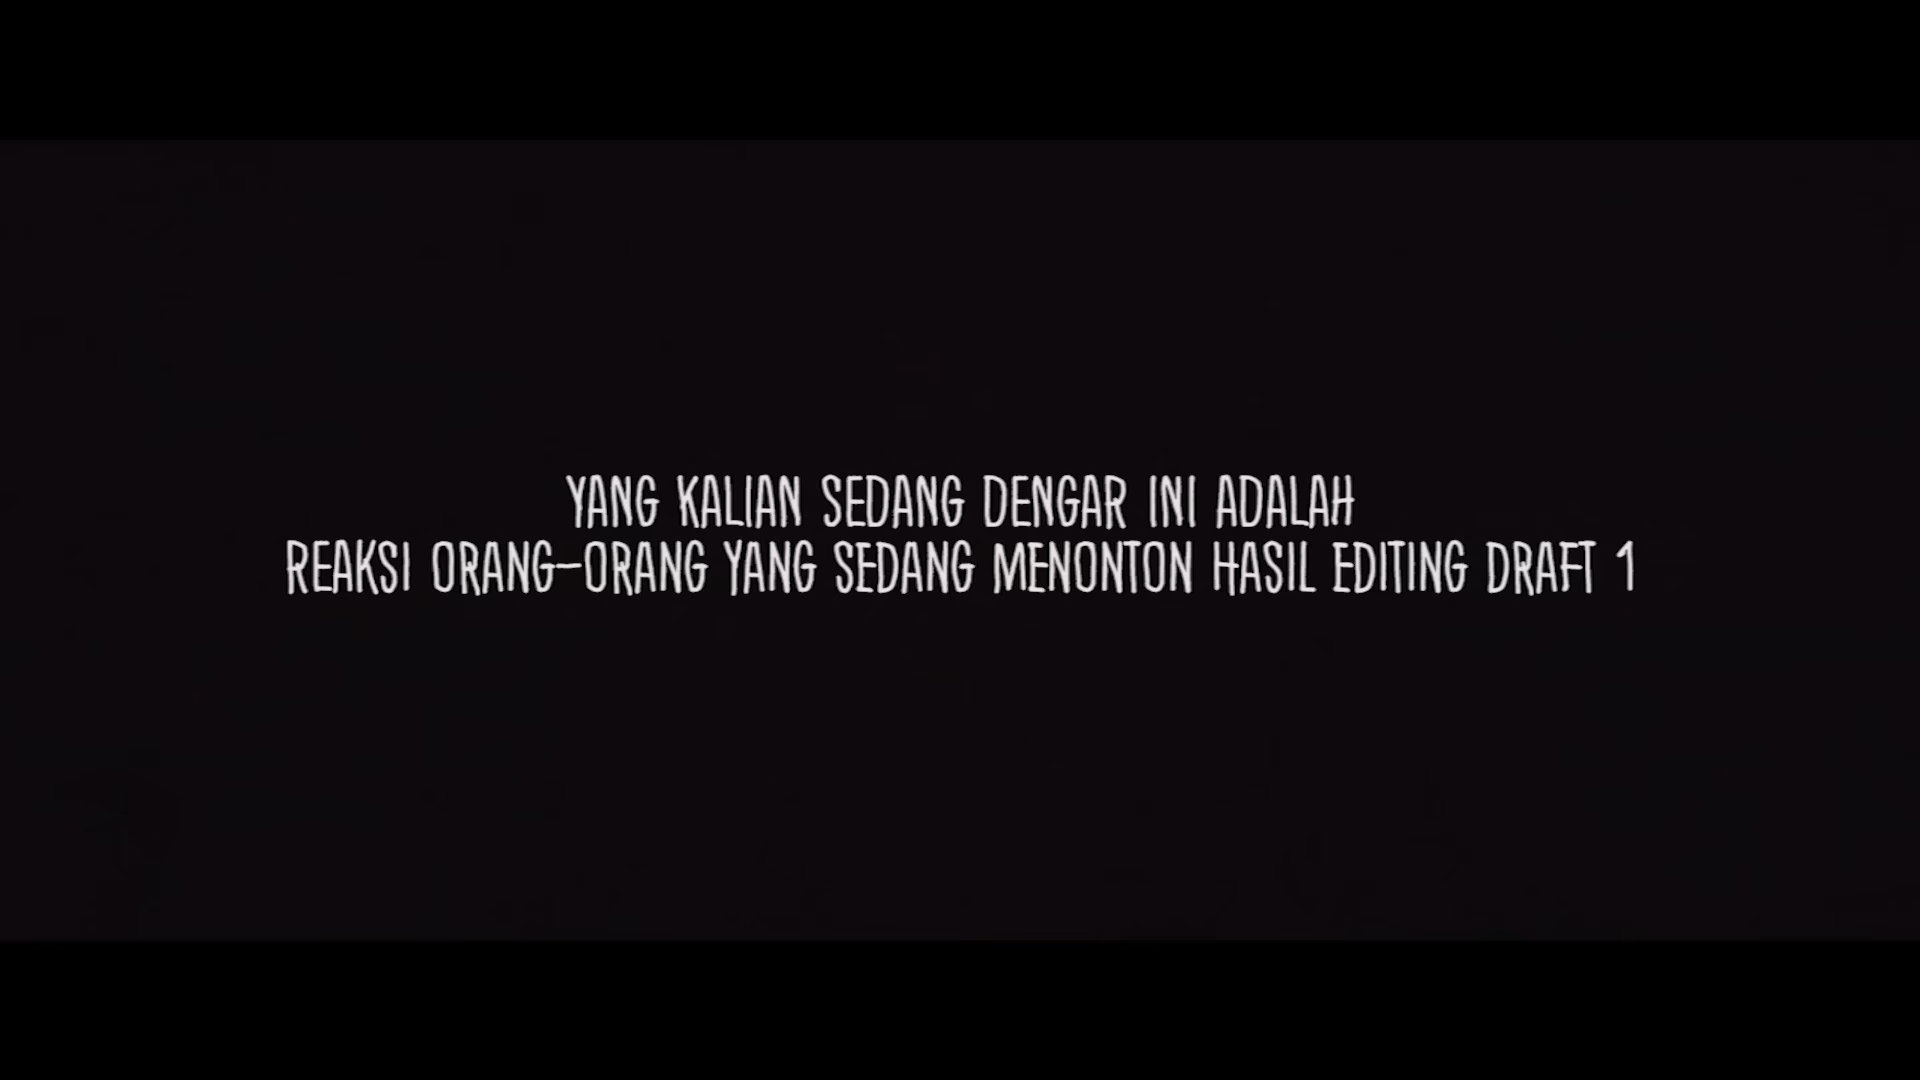 YANG KALIAN SEDANG DENGAR INI ADALAH
REAKSI ORANG-ORANG YANG SEDANG MENONTON HASIL EDITING DRAFT 1